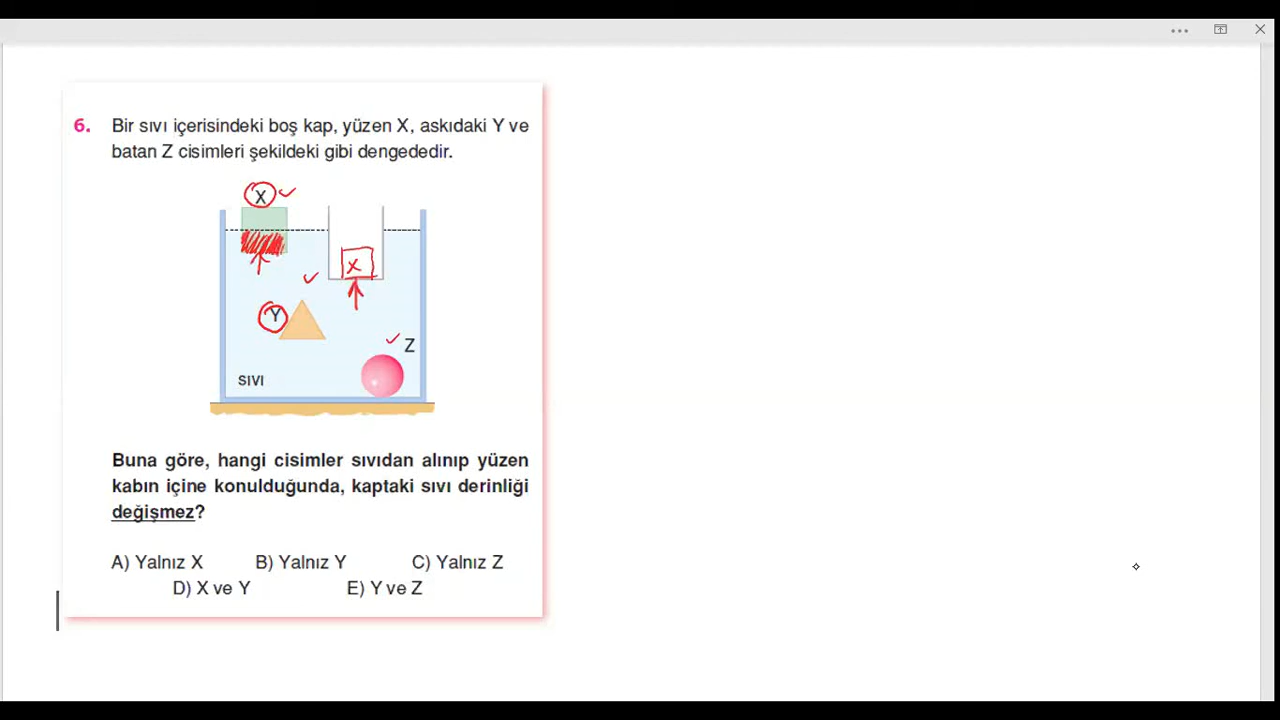 6. Bir sıvı içerisindeki boş kap, yüzen X, askıdaki Y ve
batan Z cisimleri şekildeki gibi dengededir.
X
X
Y
Z
SIVI
Buna göre, hangi cisimler sıvıdan alınıp yüzen
kabın içine konulduğunda, kaptaki sıvı derinliği
değişmez?
A) Yalnız X B) Yalnız Y C) Yalnız Z
D) X ve Y E) Y ve Z